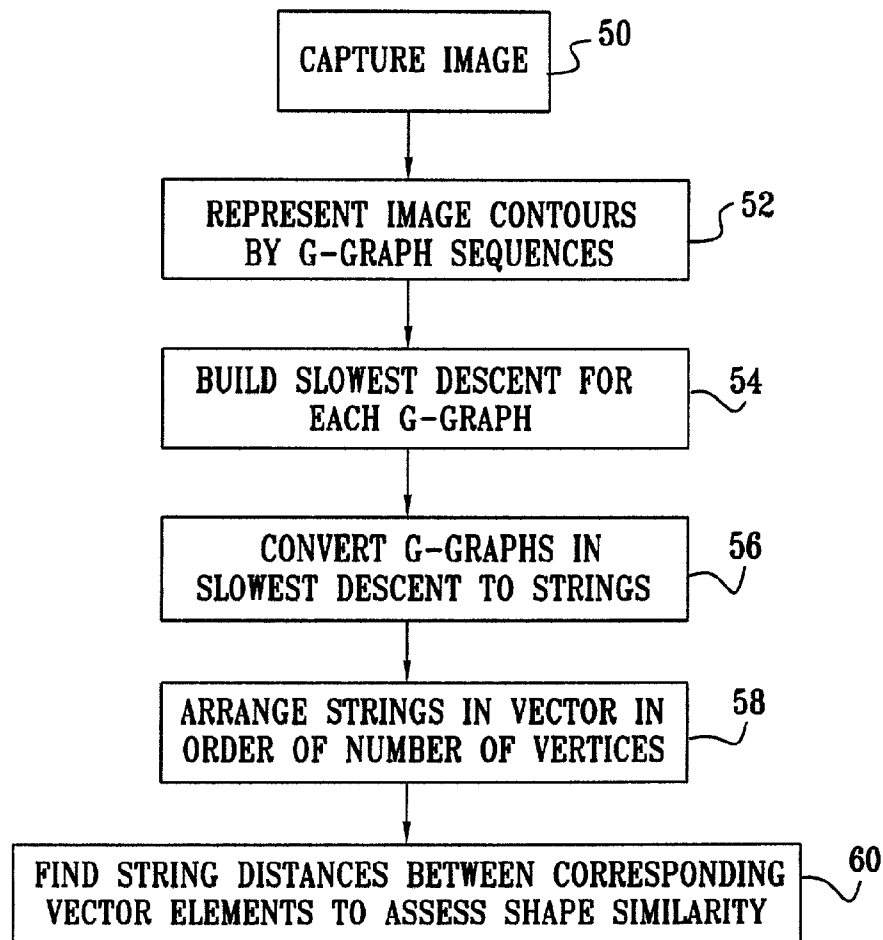 CAPTURE IMAGE
50
REPRESENT IMAGE CONTOURS
BY G-GRAPH SEQUENCES
52
BUILD SLOWEST DESCENT FOR
EACH G-GRAPH
54
CONVERT G-GRAPHS IN
SLOWEST DESCENT TO STRINGS
56
ARRANGE STRINGS IN VECTOR IN
ORDER OF NUMBER OF VERTICES
58
FIND STRING DISTANCES BETWEEN CORRESPONDING
VECTOR ELEMENTS TO ASSESS SHAPE SIMILARITY
60